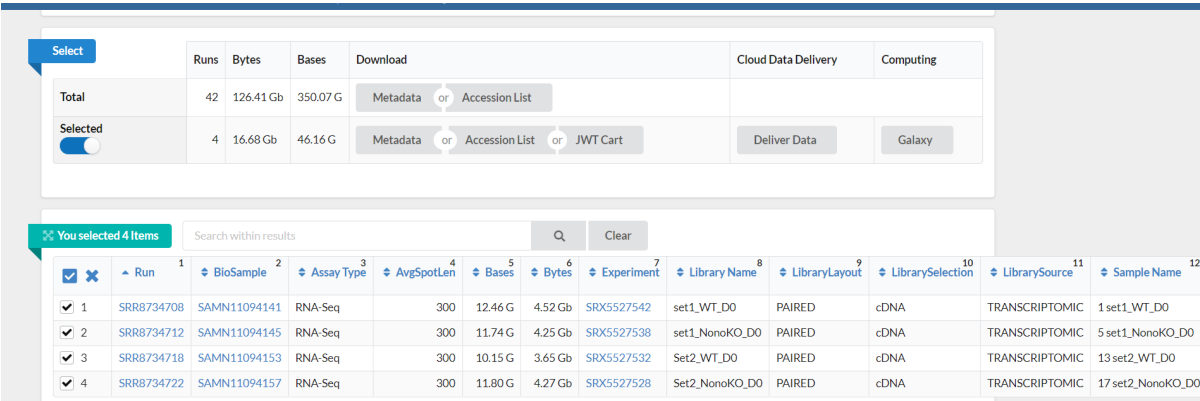 Select
Runs Bytes Bases Download Cloud Data Delivery Computing
Total 42 126.41 Gb 350.07 G Metadata or Accession List
Selected 4 16.68 Gb 46.16 G Metadata or Accession List or JWT Cart Deliver Data Galaxy
You selected 4 Items Search within results Clear
Run 1 BioSample 2 Assay Type 3 AvgSpotLen 4 Bases 5 Bytes 6 Experiment 7 Library Name 8 LibraryLayout 9 LibrarySelection 10 LibrarySource 11 Sample Name 12
1 SRR8734708 SAMN11094141 RNA-Seq 300 12.46 G 4.52 Gb SRX5527542 set1_WT_D0 PAIRED cDNA TRANSCRIPTOMIC 1 set1_WT_D0
2 SRR8734712 SAMN11094145 RNA-Seq 300 11.74 G 4.25 Gb SRX5527538 set1_NonoKO_D0 PAIRED cDNA TRANSCRIPTOMIC 5 set1_NonoKO_D0
3 SRR8734718 SAMN11094153 RNA-Seq 300 10.15 G 3.65 Gb SRX5527532 Set2_WT_D0 PAIRED cDNA TRANSCRIPTOMIC 13 set2_WT_D0
4 SRR8734722 SAMN11094157 RNA-Seq 300 11.80 G 4.27 Gb SRX5527528 Set2_NonoKO_D0 PAIRED cDNA TRANSCRIPTOMIC 17 set2_NonoKO_D0